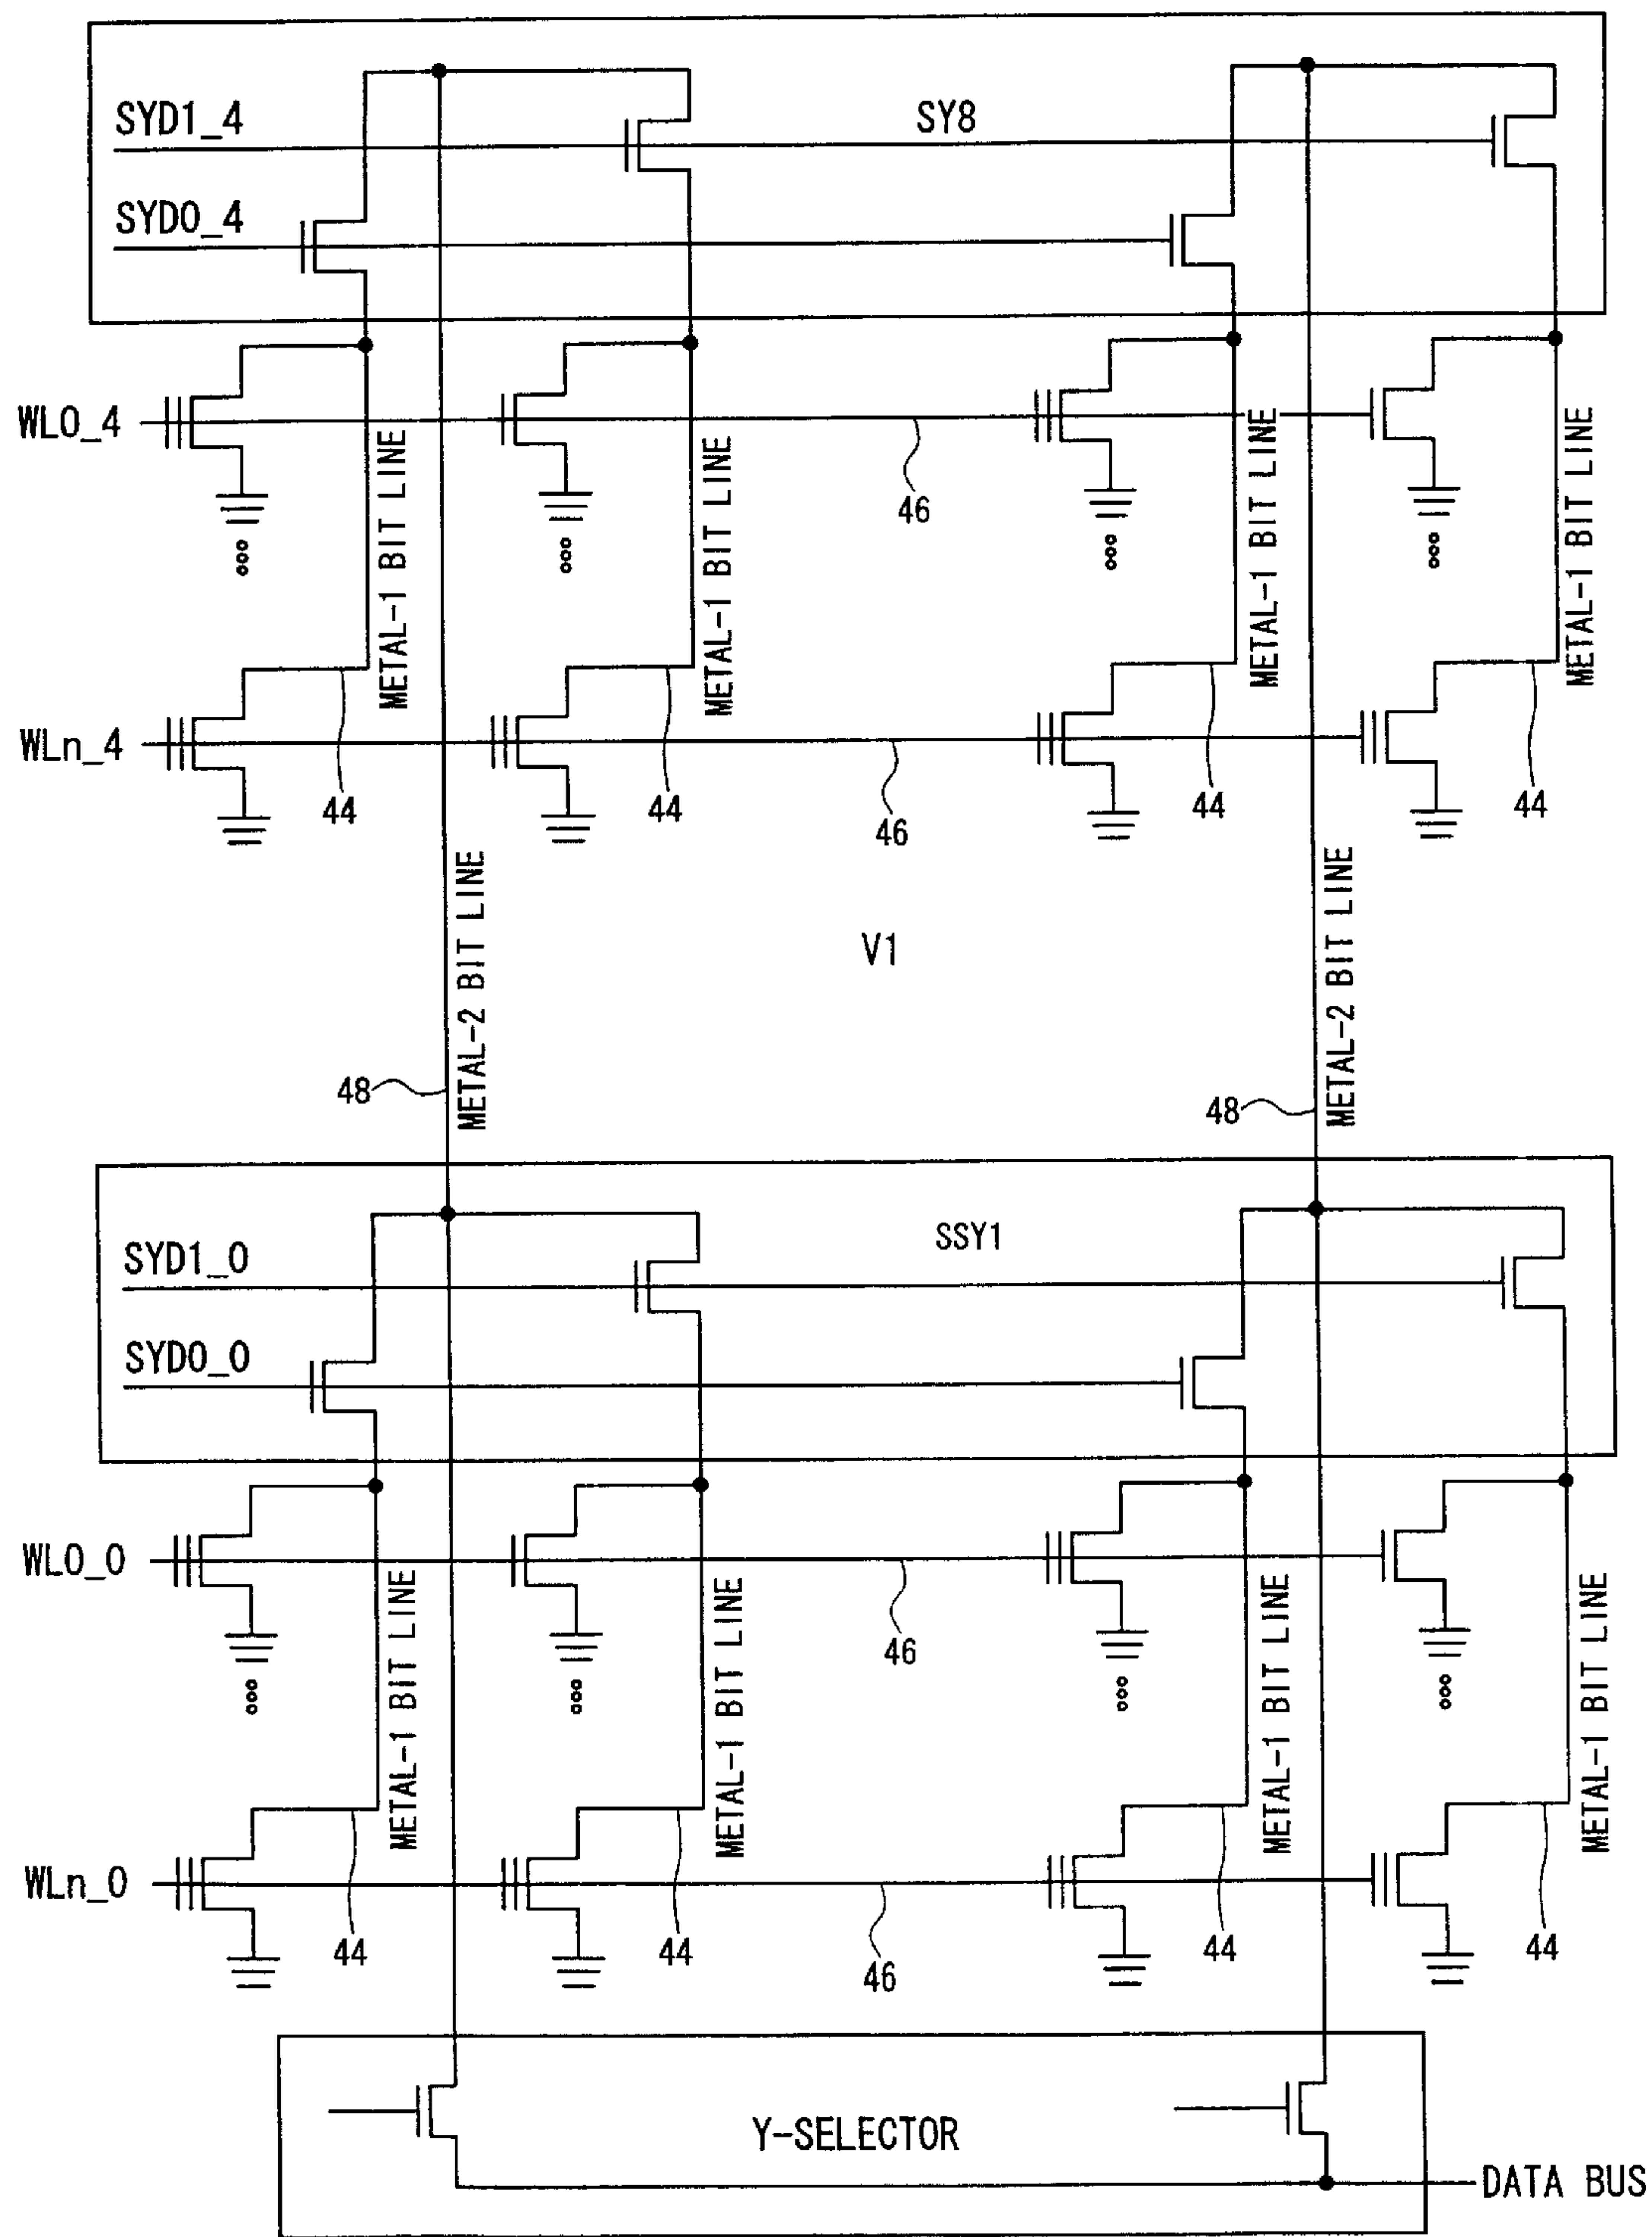 SYD1_4
SY8
SYD0_4
WL0_4
METAL-1 BIT LINE
METAL-1 BIT LINE
METAL-1 BIT LINE
METAL-1 BIT LINE
46
WLn_4
44
44
46
44
44
METAL-2 BIT LINE
METAL-2 BIT LINE
V1
48
48
SYD1_0
SSY1
SYD0_0
WL0_0
METAL-1 BIT LINE
METAL-1 BIT LINE
METAL-1 BIT LINE
METAL-1 BIT LINE
46
WLn_0
44
44
46
44
44
Y-SELECTOR
DATA BUS